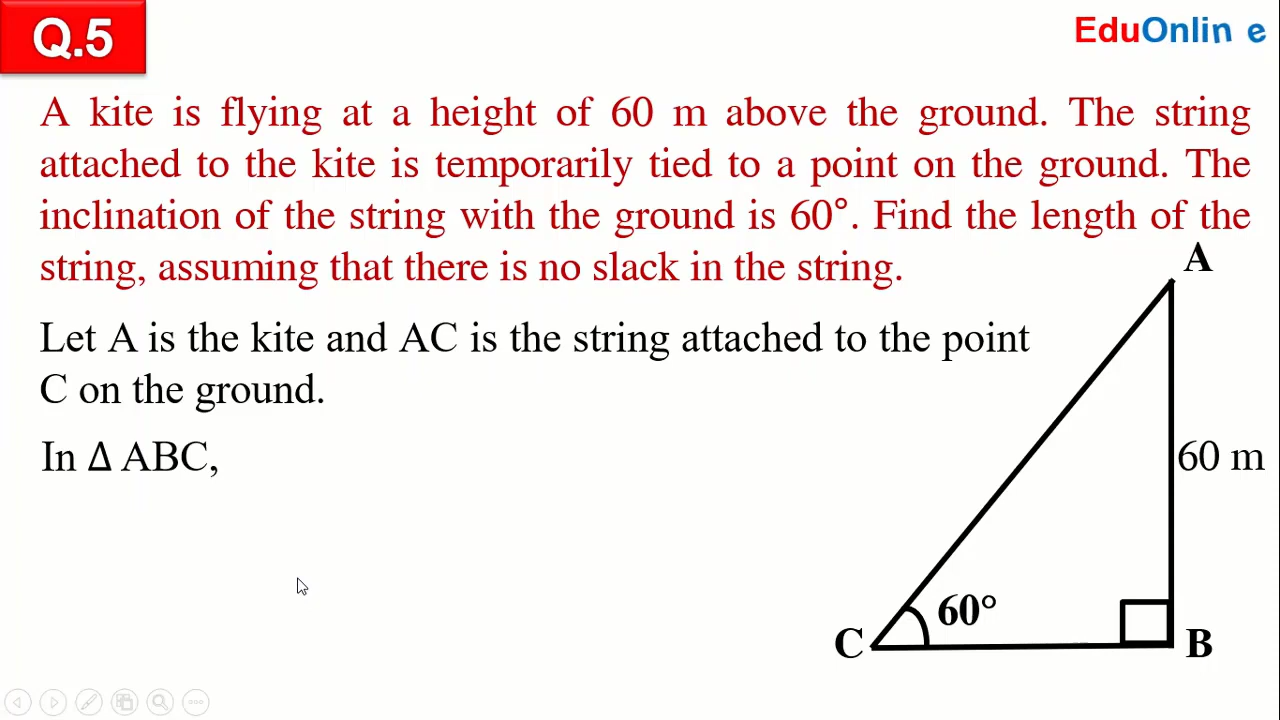 Q.5
EduOnlin e
A kite is flying at a height of 60 m above the ground. The string
attached to the kite is temporarily tied to a point on the ground. The
inclination of the string with the ground is 60°. Find the length of the
string, assuming that there is no slack in the string.
A
Let A is the kite and AC is the string attached to the point
C on the ground.
In Δ ABC,
60 m
60°
C
B